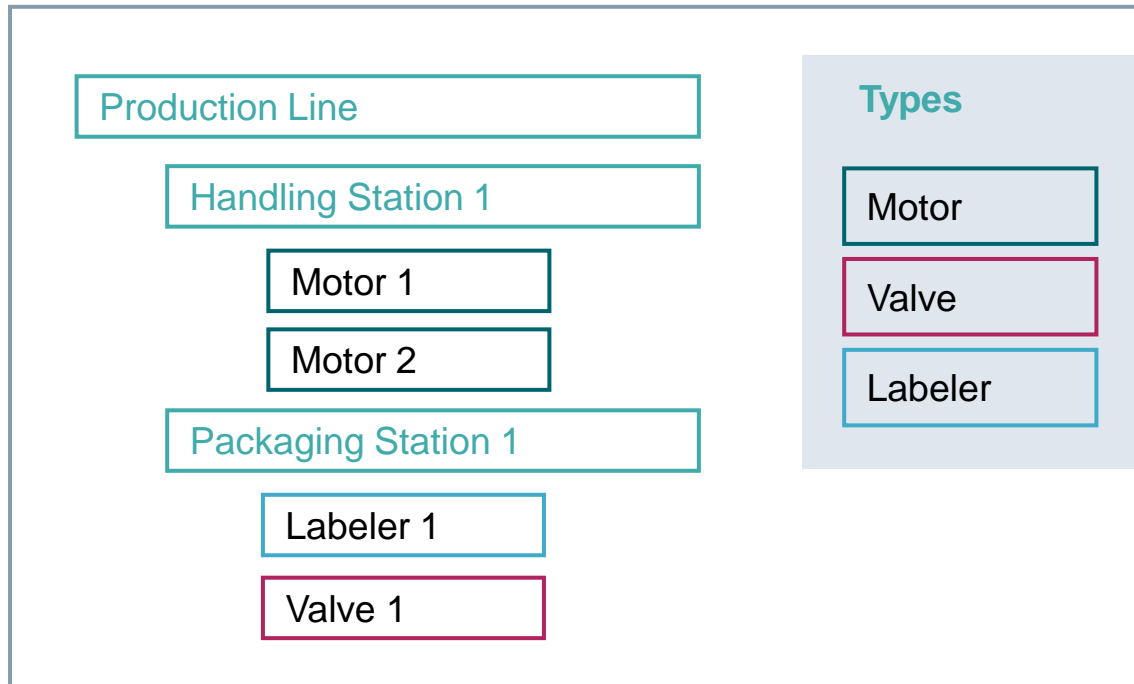 Production Line
Handling Station 1
Motor 1
Motor 2
Packaging Station 1
Labeler 1
Valve 1
Types
Motor
Valve
Labeler